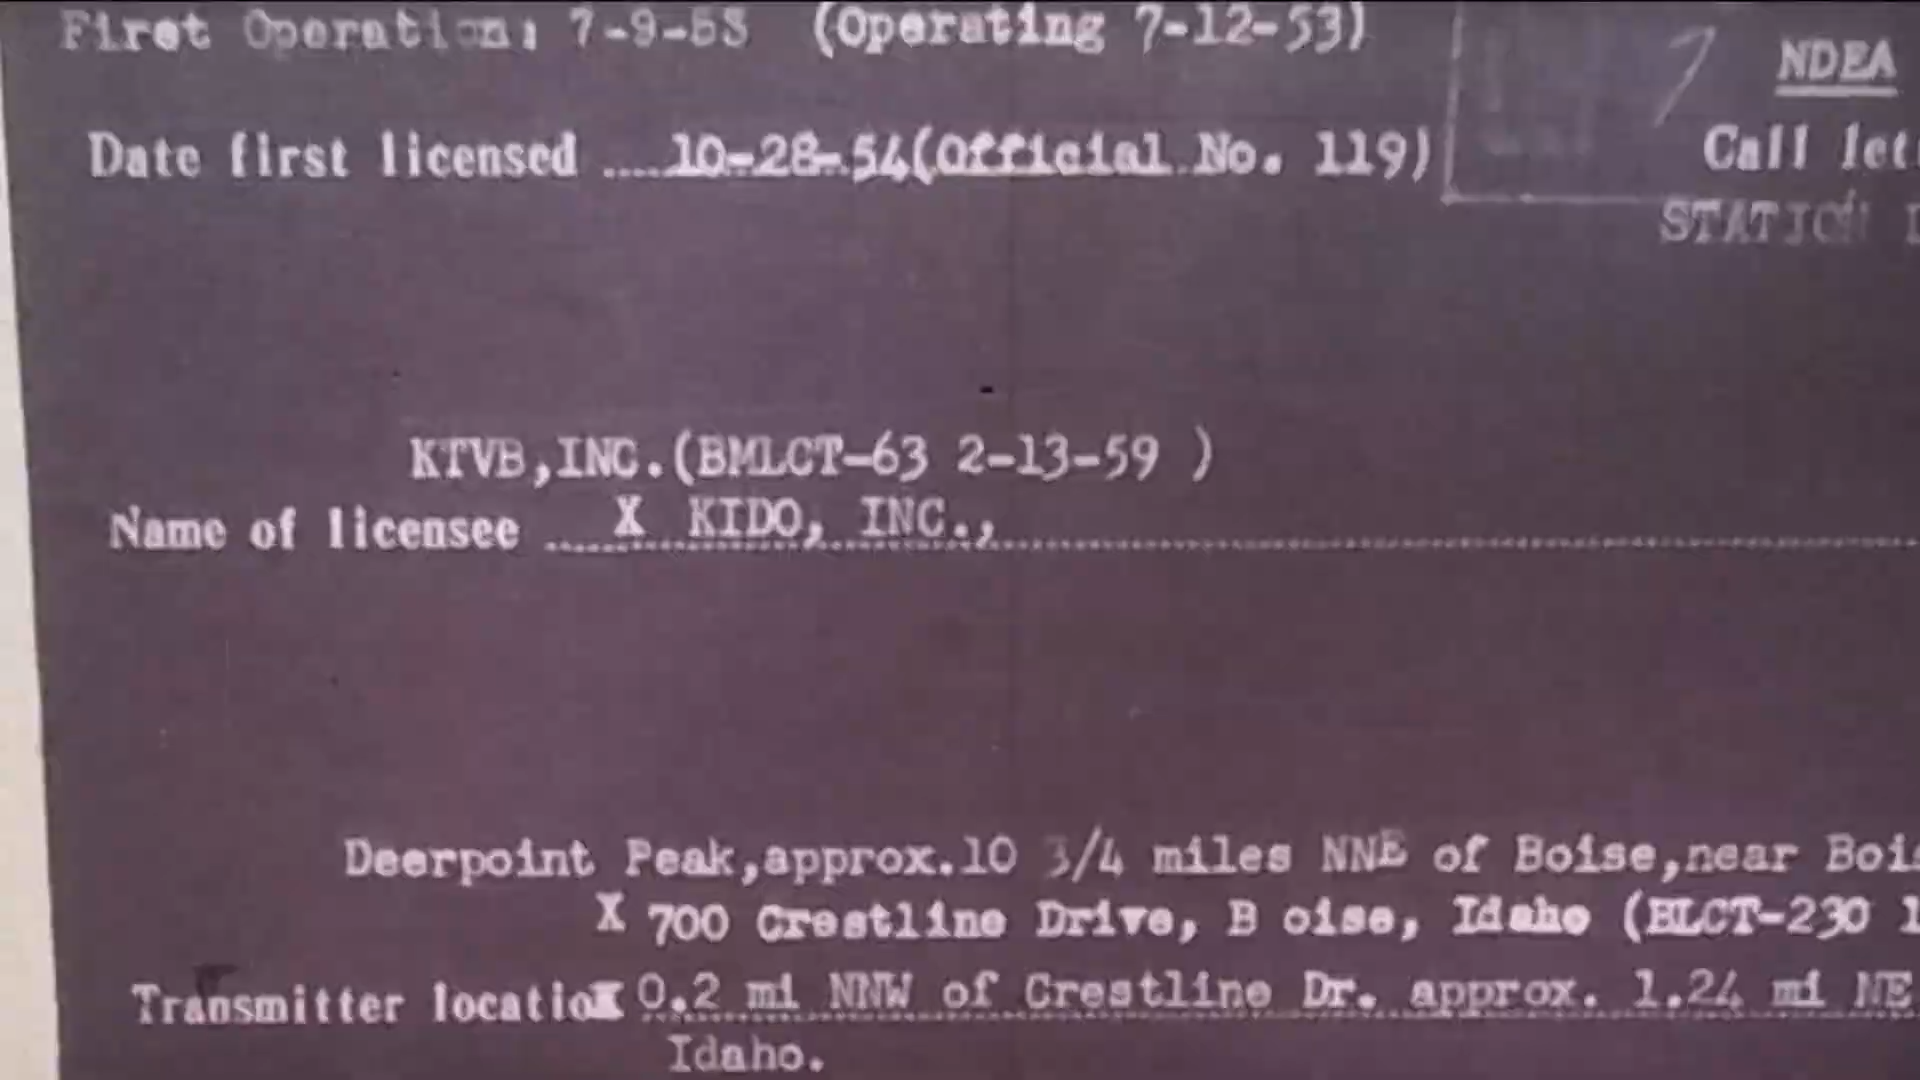 First Operation: 7-9-53 (Operating 7-12-53)
NDEA
Date first licensed ....10-28-54(Official No. 119)
Call let
STATION
KTVB,INC.(BMLCT-63 2-13-59 )
Name of licensee X KIDO, INC.,
Deerpoint Peak,approx.10 3/4 miles NNE of Boise,near Bois
X 700 Crestline Drive, B oise, Idaho (BLCT-230 1
Transmitter locatioX 0.2 mi NNW of Crestline Dr. approx. 1.24 mi NE
Idaho.